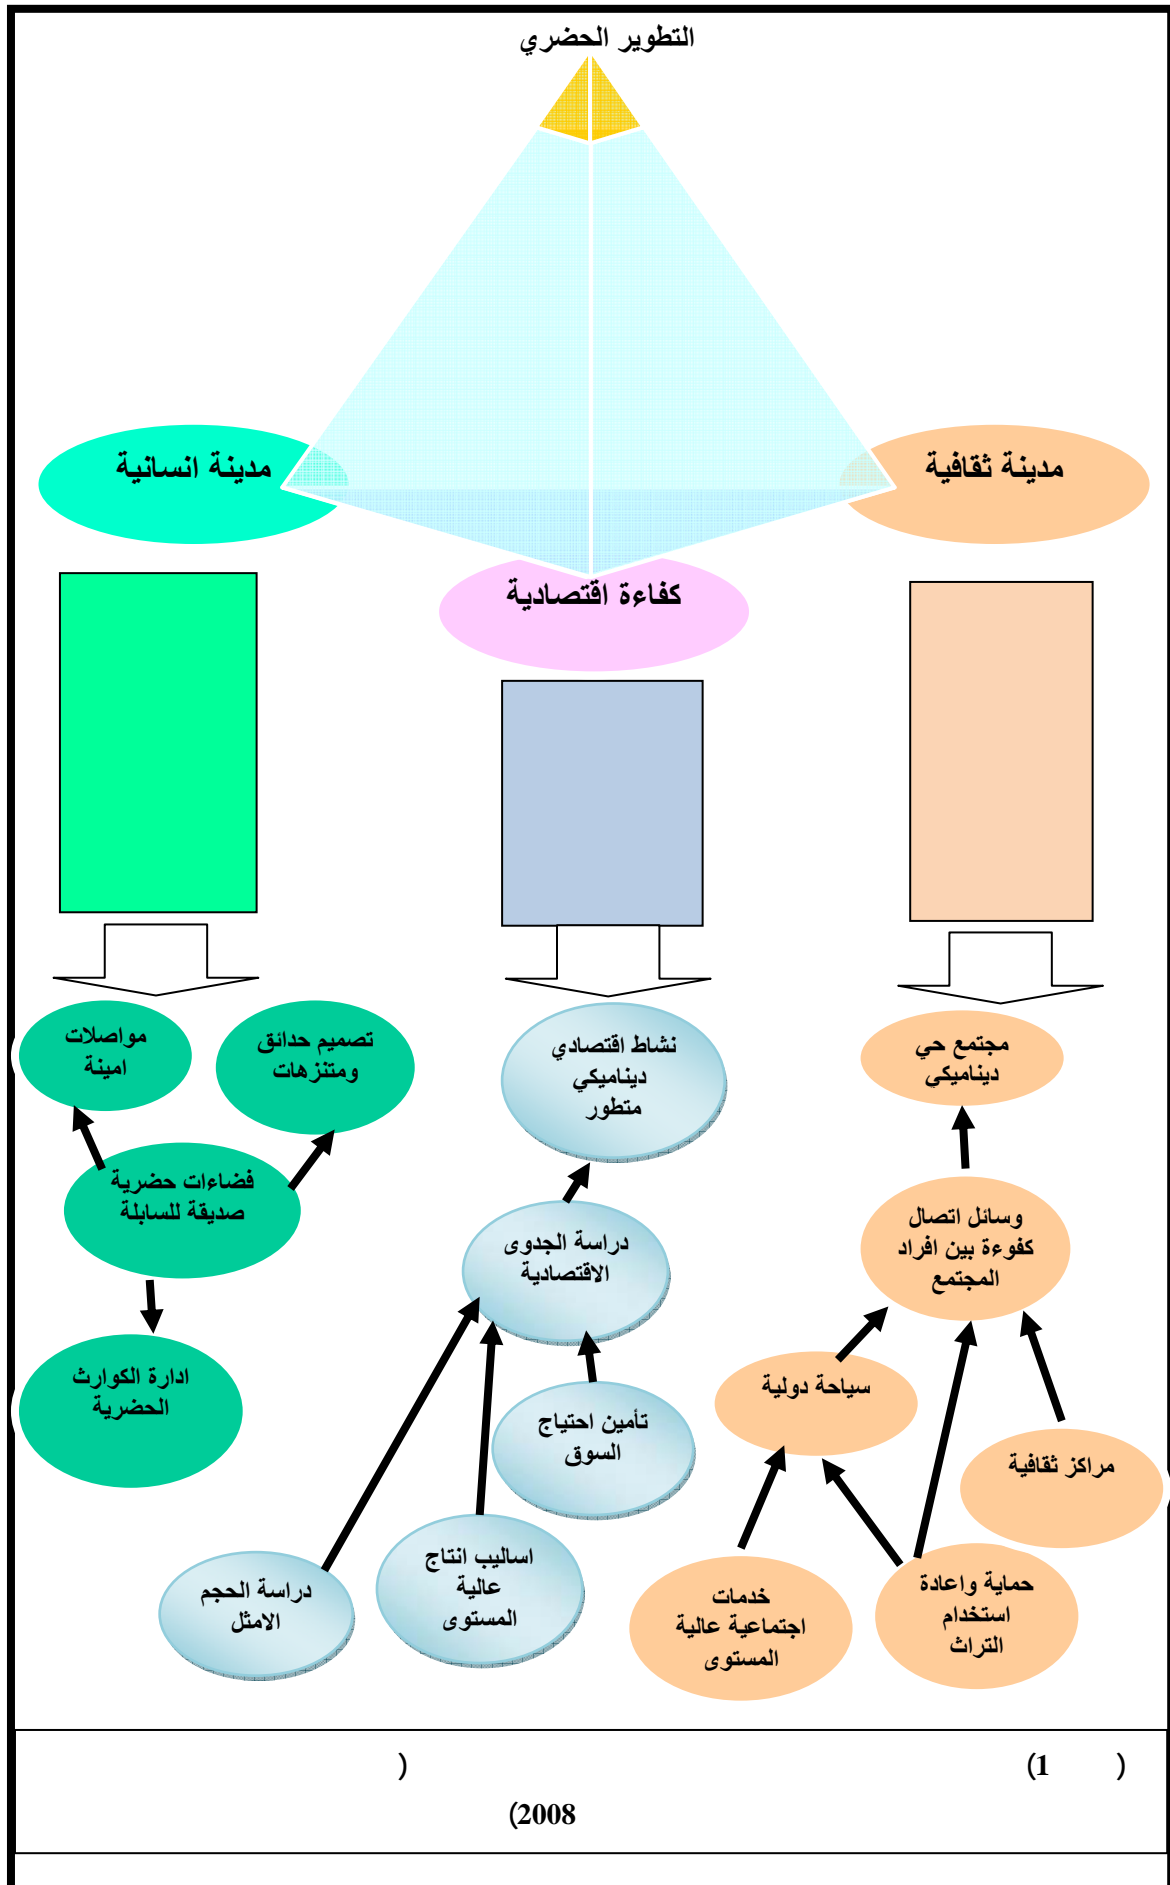 التطوير الحضري
مدينة ثقافية
مدينة انسانية
كفاءة اقتصادية
مجتمع حي
ديناميكي
وسائل اتصال
كفوءة بين افراد
المجتمع
سياحة دولية
مراكز ثقافية
حماية واعادة
استخدام
التراث
خدمات
اجتماعية عالية
المستوى
نشاط اقتصادي
ديناميكي
متطور
دراسة الجدوى
الاقتصادية
تأمين احتياج
السوق
اساليب انتاج
عالية
المستوى
دراسة الحجم
الامثل
تصميم حدائق
ومتنزهات
مواصلات
امينة
فضاءات حضرية
صديقة للسابلة
ادارة الكوارث
الحضرية
( 1) (
2008)